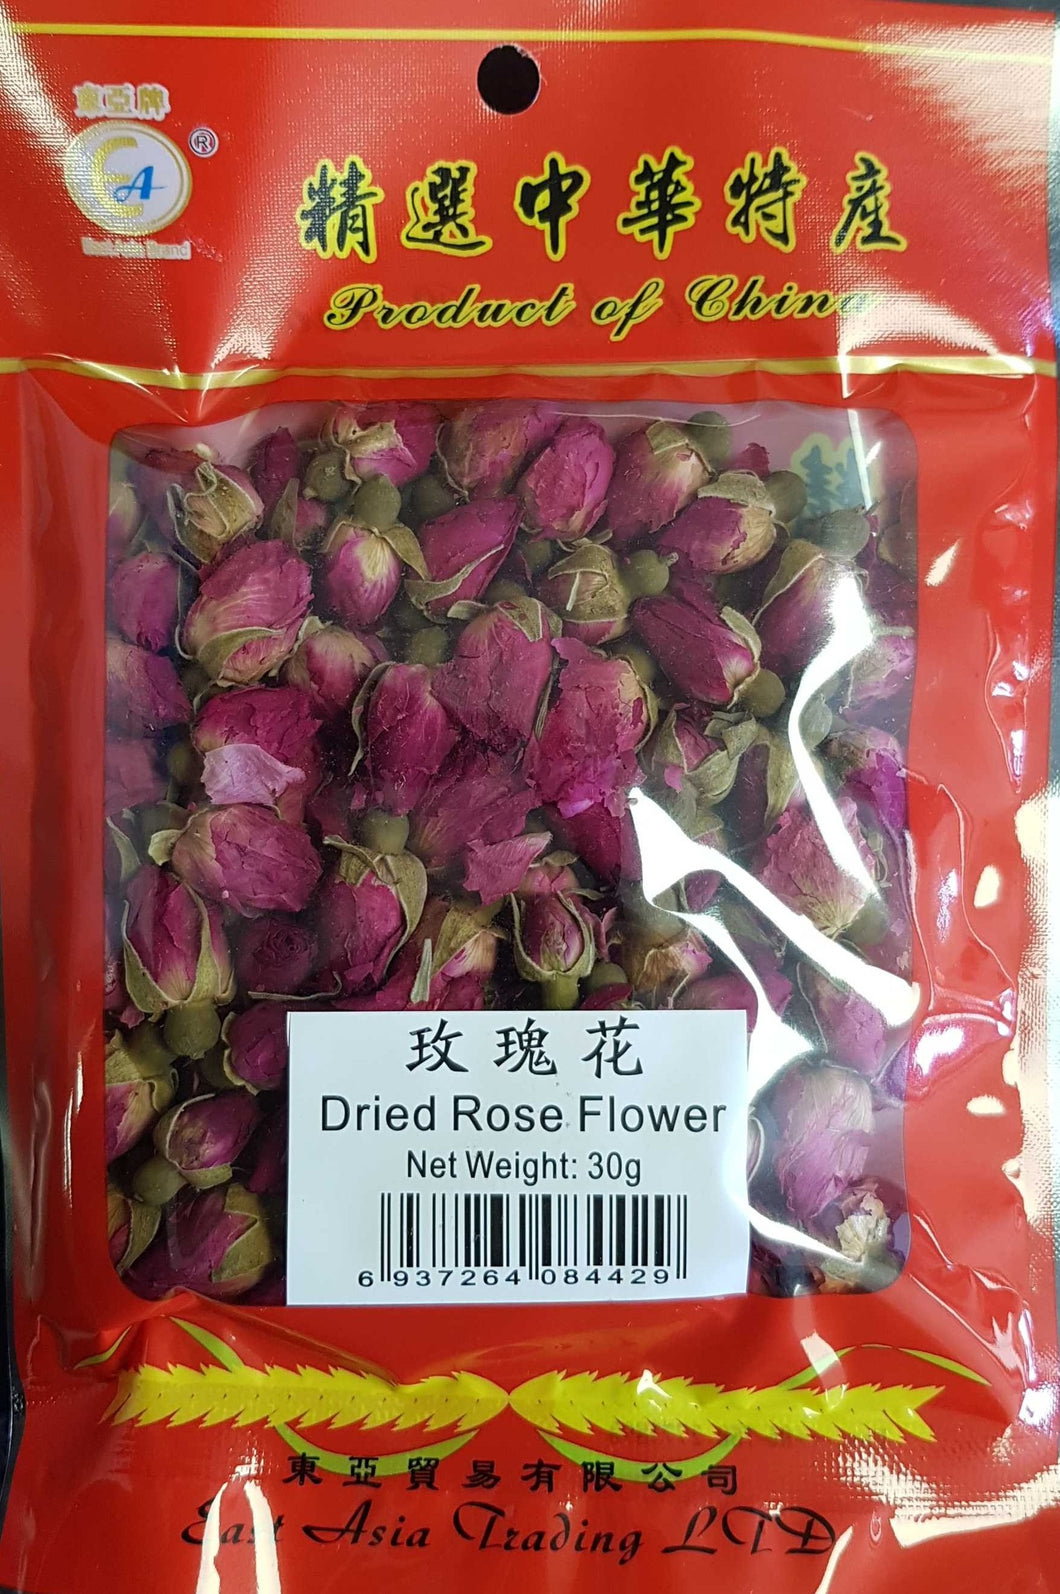 東亞牌
EA
®
East Asia Brand
精選中華特産
Product of China
玫瑰花
Dried Rose Flower
Net Weight: 30g
6 937264 084429
東亞貿易有限公司
East Asia Trading LTD